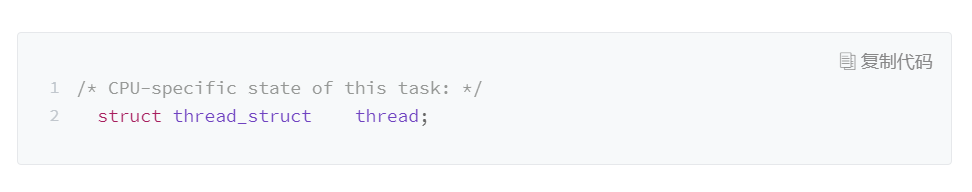 复制代码
1 /* CPU-specific state of this task: */
2   struct thread_struct    thread;